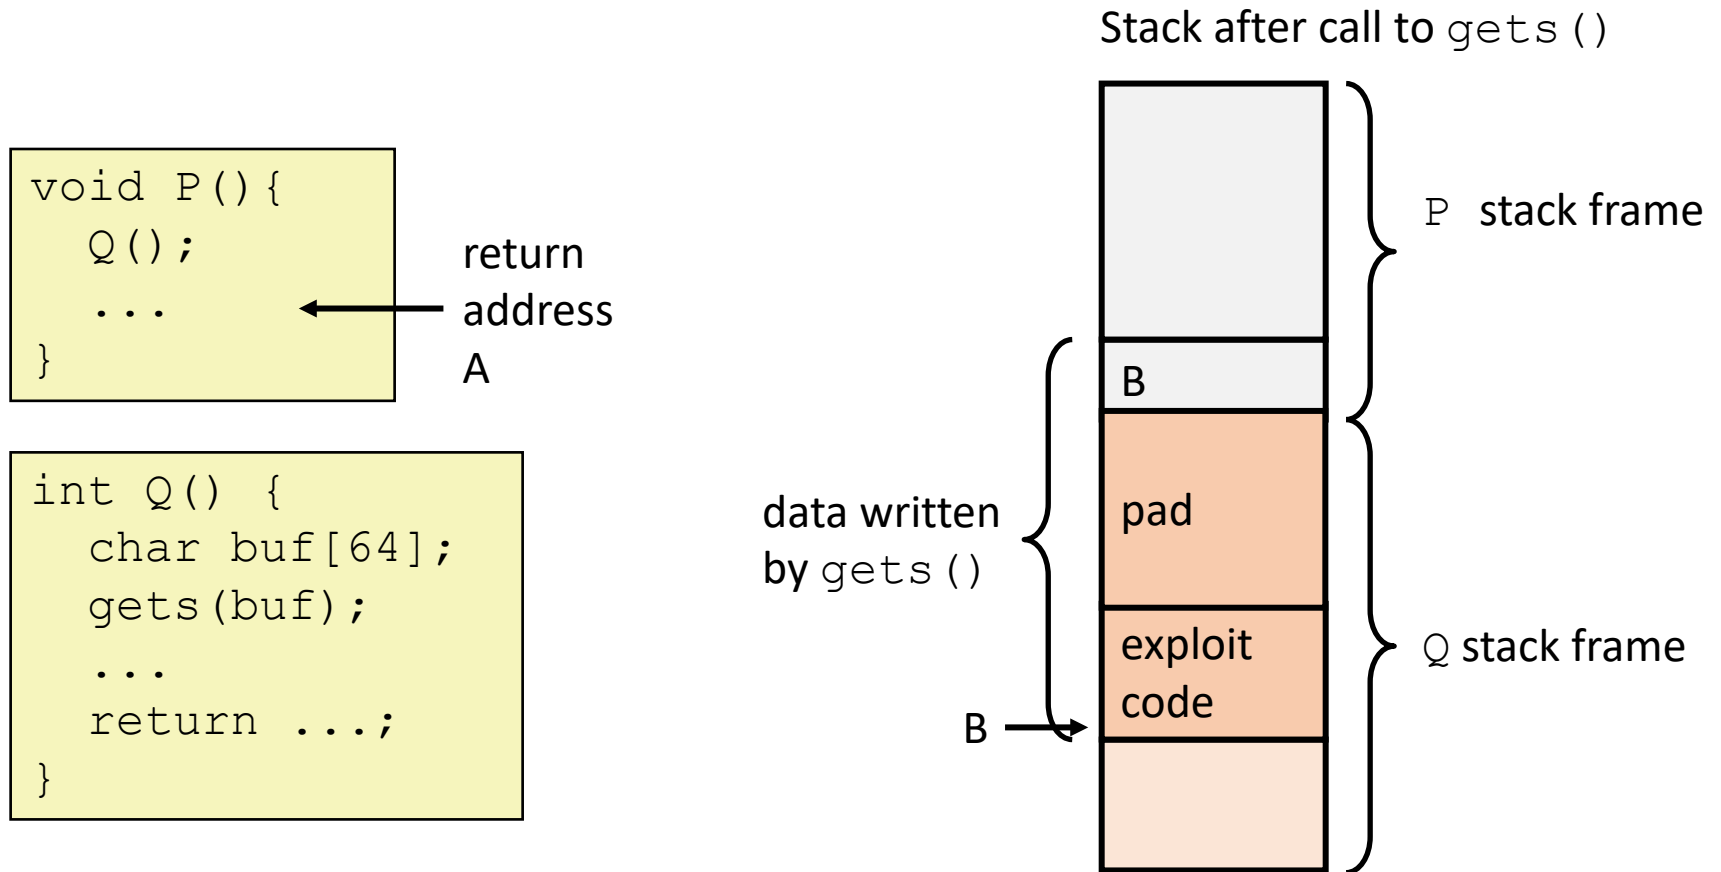 Stack after call to gets()
void P(){
  Q();
  ...
}
return
address
A
int Q() {
  char buf[64];
  gets(buf);
  ...
  return ...;
}
P stack frame
B
data written
by gets()
pad
exploit
code
B
Q stack frame